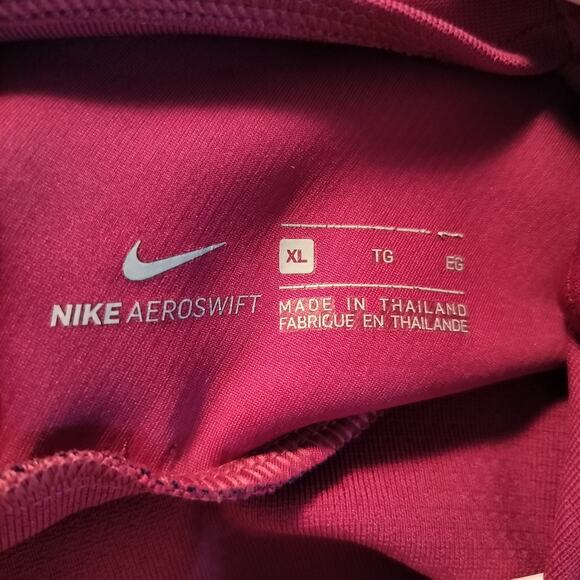 XL TG EG
NIKE AEROSWIFT
MADE IN THAILAND
FABRIQUE EN THAILANDE